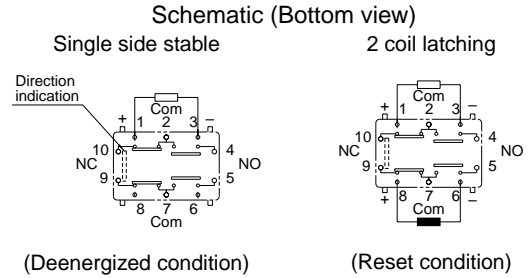 Schematic (Bottom view)
Single side stable
2 coil latching
Direction
indication
Com
+ 1 2 3 −
10 4
NC NO
9 5
8 7 6
Com
Com
+ 1 2 3 −
10 4
NC NO
9 5
+ 8 7 6 −
Com
(Deenergized condition)
(Reset condition)